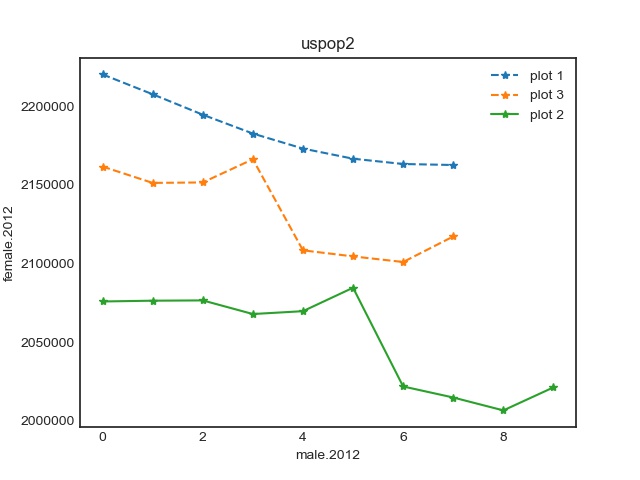 uspop2
plot 1
plot 3
plot 2
female.2012
2200000
2150000
2100000
2050000
2000000
0 2 4 6 8
male.2012